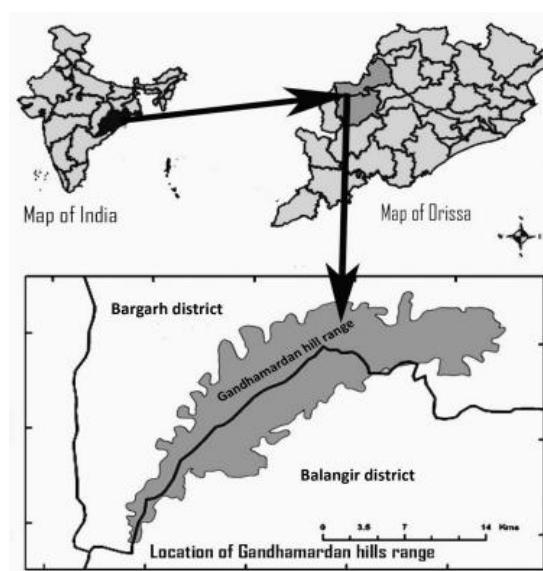 Map of India
Map of Orissa
Bargarh district
Gandhamardan hill range
Balangir district
0 3.5 7 14 Kms
Location of Gandhamardan hills range